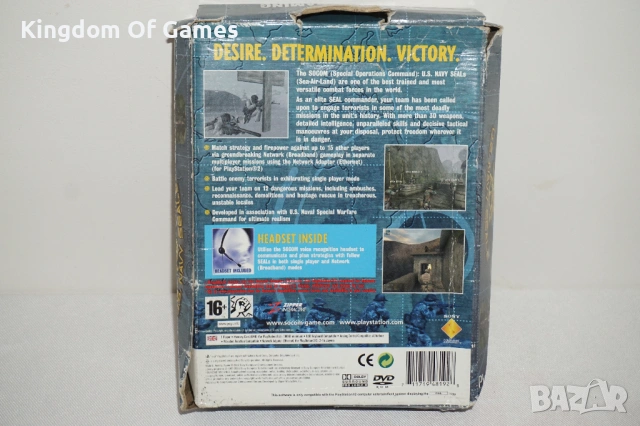 Kingdom Of Games
DESIRE. DETERMINATION. VICTORY.
The SOCOM (Special Operations Command): U.S. NAVY SEALs
(Sea-Air-Land) are one of the best trained and most
versatile combat forces in the world.
As an elite SEAL commander, your team has been called
upon to engage terrorists in some of the most deadly
missions in the unit's history. With more than 30 weapons,
detailed intelligence, unparalleled skills and decisive tactical
manoeuvres at your disposal, protect freedom wherever it
is in danger.
Match strategy and firepower against up to 15 other players
via groundbreaking Network (Broadband) gameplay in separate
multiplayer missions using the Network Adaptor (Ethernet)
(for PlayStation®2)
Battle enemy terrorists in exhilarating single player mode
Lead your team on 12 dangerous missions, including ambushes,
reconnaissance, demolitions and hostage rescue in treacherous,
unstable locales
Developed in association with U.S. Naval Special Warfare
Command for ultimate realism
HEADSET INSIDE
Utilise the SOCOM voice recognition headset to
communicate and plan strategies with fellow
SEALs in both single player and Network
(Broadband) modes
HEADSET INCLUDED
16+
ZIPPER
INTERACTIVE
www.socom-game.com
www.playstation.com
SONY
CE
DOLBY
SURROUND
DVD
BAZAR